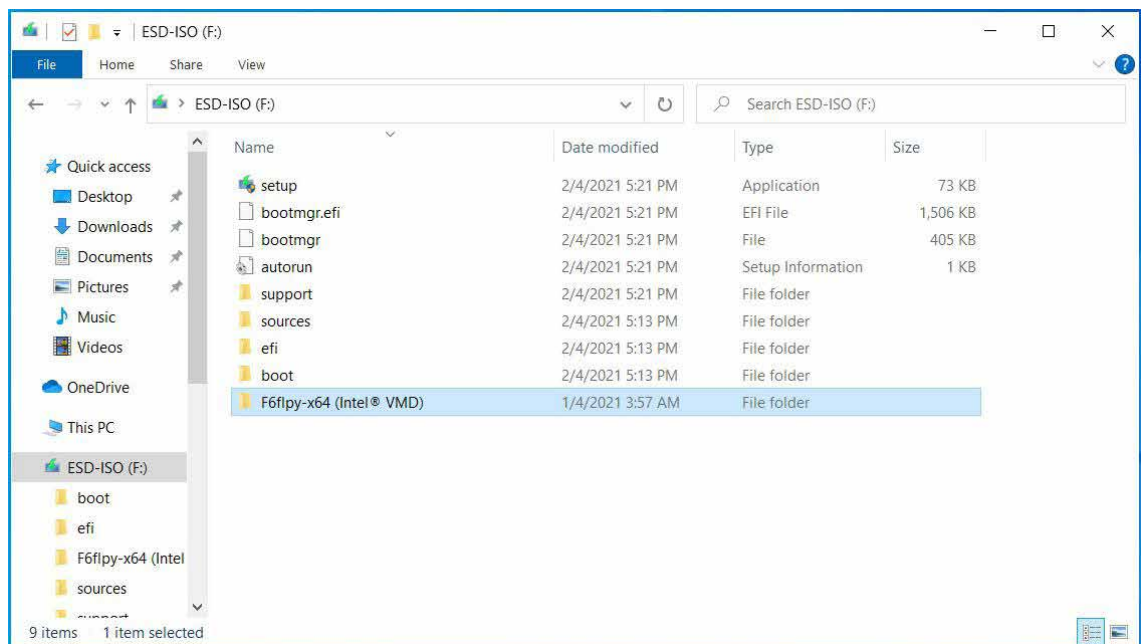 ESD-ISO (F:)
File Home Share View
ESD-ISO (F:) Search ESD-ISO (F:)
Name Date modified Type Size
Quick access
Desktop
Downloads
Documents
Pictures
Music
Videos
OneDrive
This PC
ESD-ISO (F:)
boot
efi
F6flpy-x64 (Intel
sources
setup 2/4/2021 5:21 PM Application 73 KB
bootmgr.efi 2/4/2021 5:21 PM EFI File 1,506 KB
bootmgr 2/4/2021 5:21 PM File 405 KB
autorun 2/4/2021 5:21 PM Setup Information 1 KB
support 2/4/2021 5:21 PM File folder
sources 2/4/2021 5:13 PM File folder
efi 2/4/2021 5:13 PM File folder
boot 2/4/2021 5:13 PM File folder
F6flpy-x64 (Intel® VMD) 1/4/2021 3:57 AM File folder
9 items 1 item selected